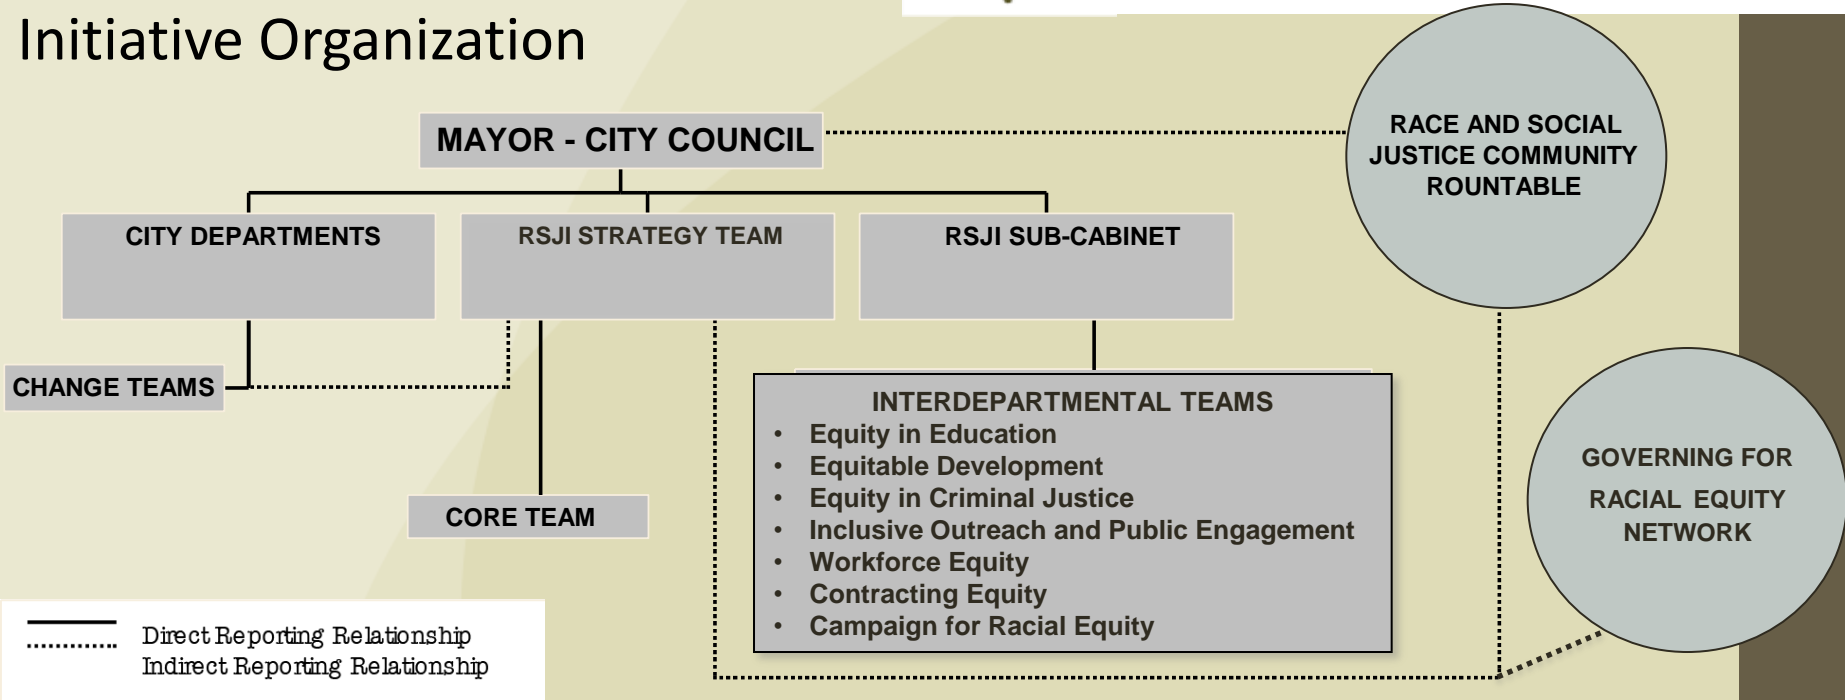 Initiative Organization
MAYOR - CITY COUNCIL
RACE AND SOCIAL
JUSTICE COMMUNITY
ROUNTABLE
CITY DEPARTMENTS
RSJI STRATEGY TEAM
RSJI SUB-CABINET
CHANGE TEAMS
CORE TEAM
INTERDEPARTMENTAL TEAMS
• Equity in Education
• Equitable Development
• Equity in Criminal Justice
• Inclusive Outreach and Public Engagement
• Workforce Equity
• Contracting Equity
• Campaign for Racial Equity
GOVERNING FOR
RACIAL EQUITY
NETWORK
Direct Reporting Relationship
Indirect Reporting Relationship